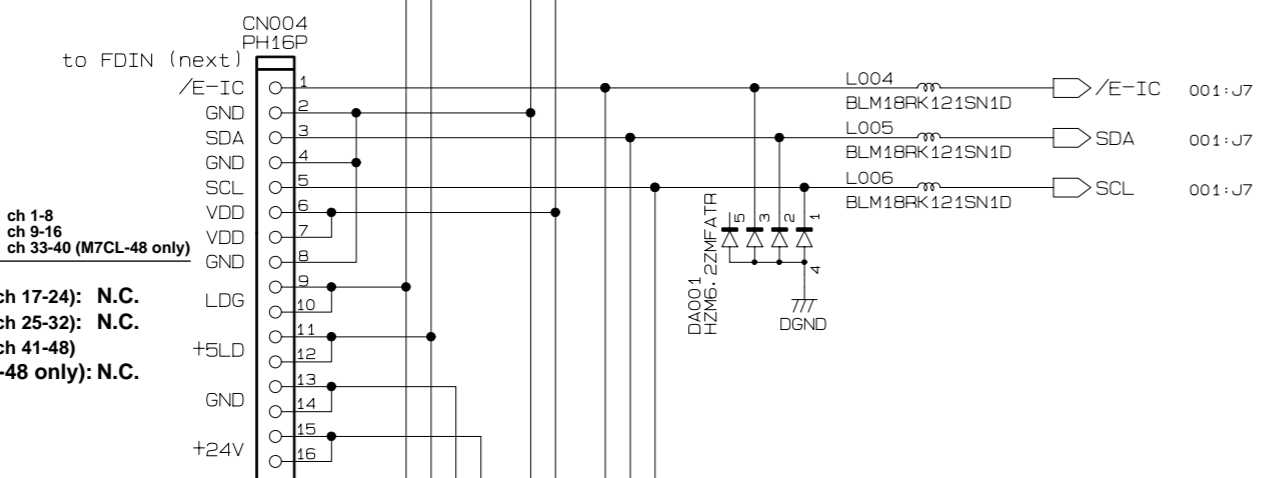 CN004
PH16P
to FDIN (next)
/E-IC 1
GND 2
SDA 3
GND 4
SCL 5
VDD 6
VDD 7
GND 8
LDG 9
10
+5LD 11
12
GND 13
14
+24V 15
16
L004
BLM18RK121SN1D
/E-IC 001:J7
L005
BLM18RK121SN1D
SDA 001:J7
L006
BLM18RK121SN1D
SCL 001:J7
5 3 2 1
4
DA001
HZM6.2ZMFATR
DGND
ch 1-8
ch 9-16
ch 33-40 (M7CL-48 only)
ch 17-24): N.C.
ch 25-32): N.C.
ch 41-48)
-48 only): N.C.